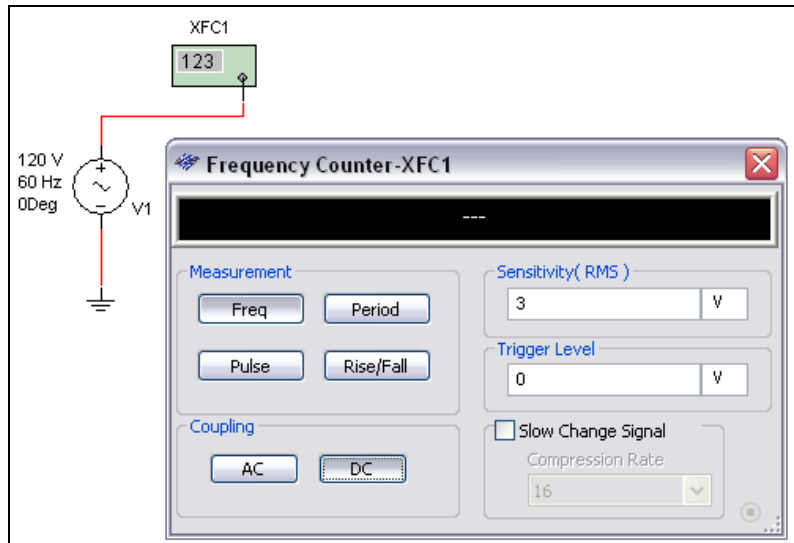 XFC1
123
120 V
60 Hz
0Deg
V1
Frequency Counter-XFC1
---
Measurement
Freq
Period
Pulse
Rise/Fall
Coupling
AC
DC
Sensitivity( RMS )
3 V
Trigger Level
0 V
Slow Change Signal
Compression Rate
16